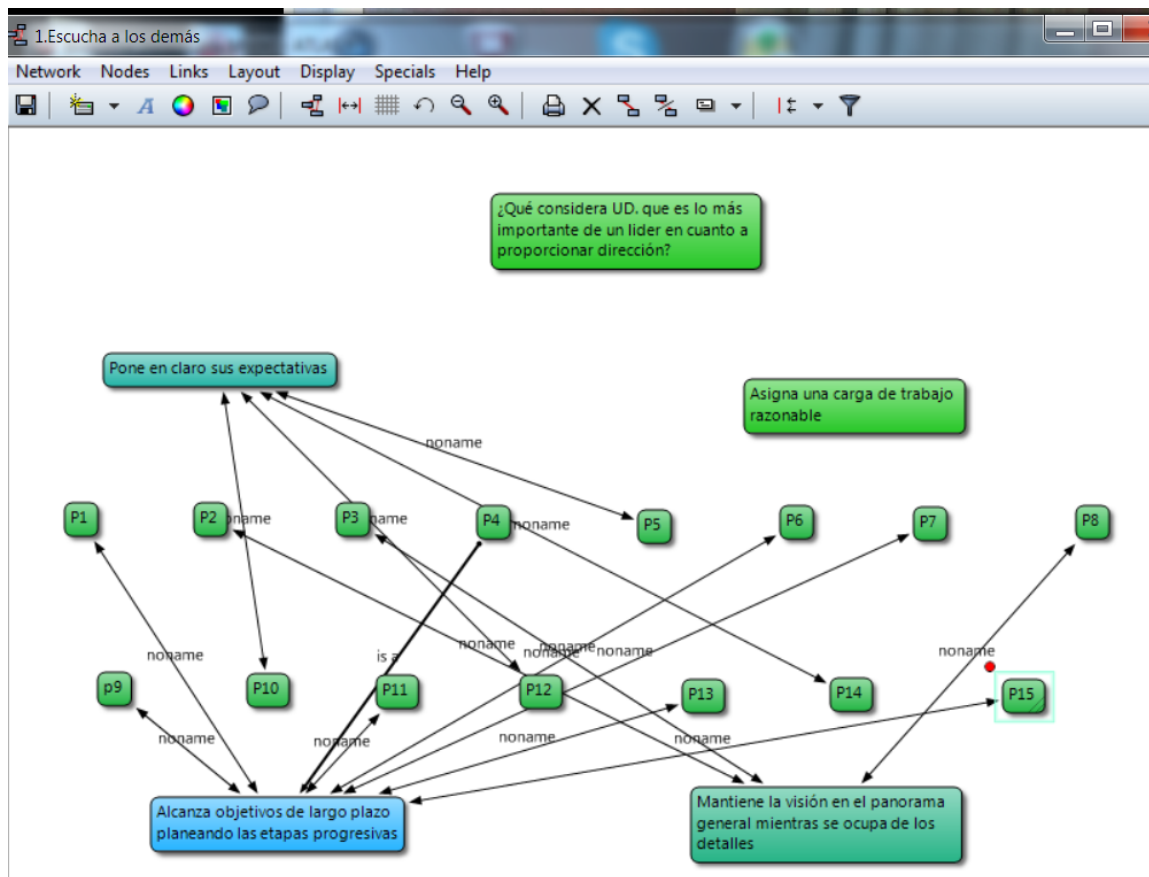 1.Escucha a los demás
Network Nodes Links Layout Display Specials Help
¿Qué considera UD. que es lo más
importante de un lider en cuanto a
proporcionar dirección?
Pone en claro sus expectativas
Asigna una carga de trabajo
razonable
noname
P1
P2
noname
P3
name
P4
noname
P5
P6
P7
P8
noname
is a
noname
noname
noname
noname
noname
p9
P10
P11
P12
P13
P14
P15
noname
noname
noname
noname
Alcanza objetivos de largo plazo
planeando las etapas progresivas
Mantiene la visión en el panorama
general mientras se ocupa de los
detalles